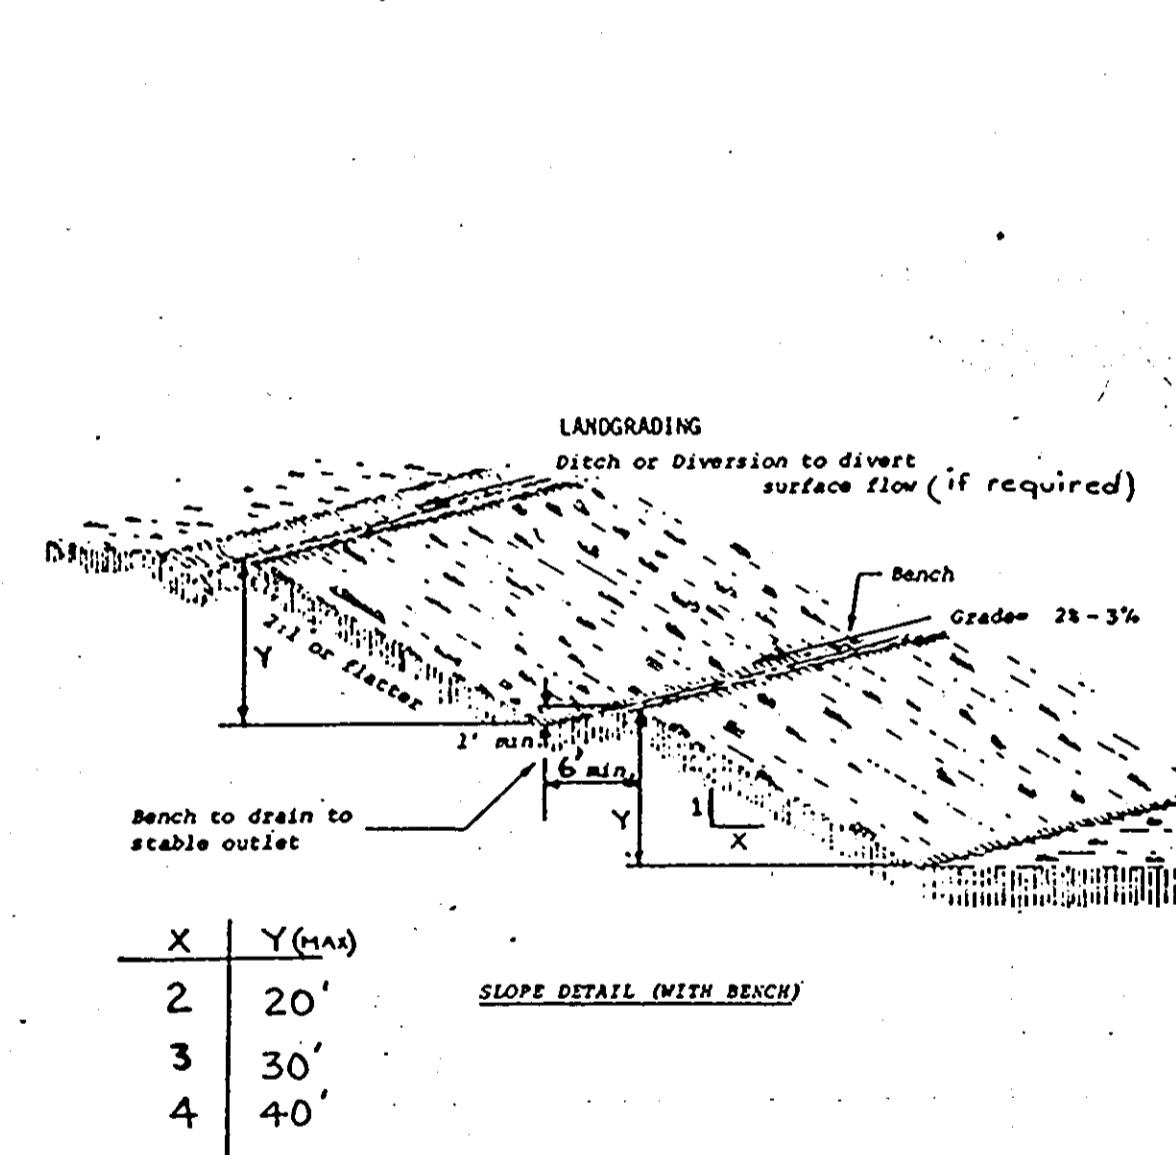 LANDGRADING
Ditch or Diversion to divert
surface flow (if required)
Bench
Grade= 2% - 3%
2:1 or flatter
Y
1' min.
6' min.
Bench to drain to
stable outlet
Y
1
X
X Y (MAX)
2 20'
3 30'
4 40'
SLOPE DETAIL (WITH BENCH)